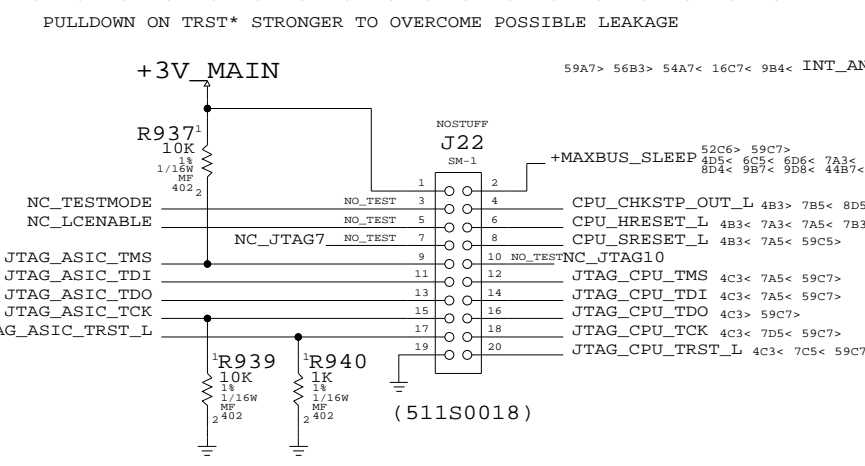 PULLDOWN ON TRST* STRONGER TO OVERCOME POSSIBLE LEAKAGE
+3V_MAIN
59A7> 56B3> 54A7< 16C7< 9B4< INT_AN
R937
1
10K
1%
1/16W
MF
402
2
NOSTUFF
J22
SM-1
+MAXBUS_SLEEP
52C6> 59C7>
4D5< 6C5< 6D6< 7A3<
8D4< 9B7< 9D8< 44B7<
1 2
NC_TESTMODE NO_TEST 3 4 CPU_CHKSTP_OUT_L 4B3> 7B5< 8D5
NC_LCENABLE NO_TEST 5 6 CPU_HRESET_L 4B3< 7A3< 7A5< 7B3
NC_JTAG7 NO_TEST 7 8 CPU_SRESET_L 4B3< 7A5< 59C5>
JTAG_ASIC_TMS 9 10 NO_TEST NC_JTAG10
JTAG_ASIC_TDI 11 12 JTAG_CPU_TMS 4C3< 7A5< 59C7>
JTAG_ASIC_TDO 13 14 JTAG_CPU_TDI 4C3< 7A5< 59C7>
JTAG_ASIC_TCK 15 16 JTAG_CPU_TDO 4C3> 59C7>
AG_ASIC_TRST_L 17 18 JTAG_CPU_TCK 4C3< 7D5< 59C7>
19 20 JTAG_CPU_TRST_L 4C3< 7C5< 59C7
1
R939
10K
1%
1/16W
MF
402
2
1
R940
1K
1%
1/16W
MF
402
2
(511S0018)